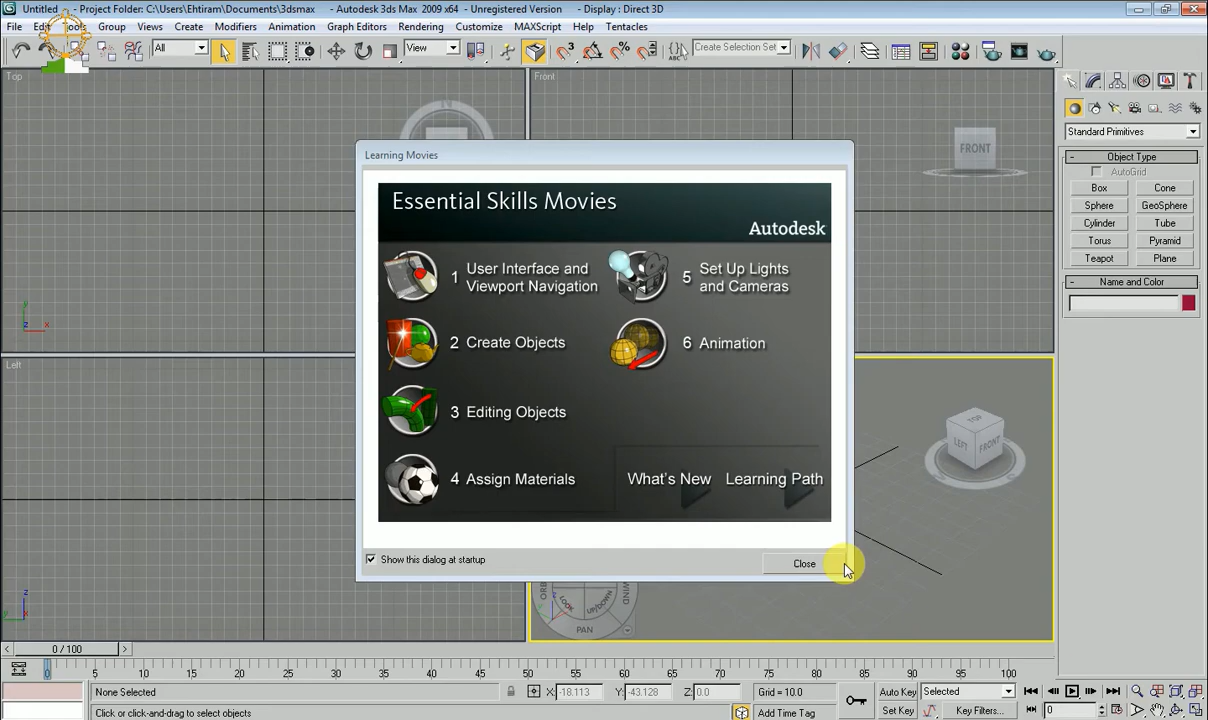 Untitled - Project Folder: C:\Users\Ehtiram\Documents\3dsmax - Autodesk 3ds Max 2009 x64 - Unregistered Version - Display : Direct 3D
File Edit Tools Group Views Create Modifiers Animation Graph Editors Rendering Customize MAXScript Help Tentacles
All View Create Selection Set
Top
Front
N
FRONT
Standard Primitives
Object Type
AutoGrid
Box Cone
Sphere GeoSphere
Cylinder Tube
Torus Pyramid
Teapot Plane
Name and Color
Learning Movies
Essential Skills Movies
Autodesk
1 User Interface and
Viewport Navigation
2 Create Objects
3 Editing Objects
4 Assign Materials
5 Set Up Lights
and Cameras
6 Animation
What's New Learning Path
Show this dialog at startup
Close
y
z x
Left
TOP
LEFT FRONT
z
y
LOOK
UP/DOWN
PAN
0 / 100
0 5 10 15 20 25 30 35 40 45 50 55 60 65 70 75 80 85 90 95 100
None Selected X: -18.113 Y: -43.128 Z: 0.0 Grid = 10.0 Auto Key Selected
Click or click-and-drag to select objects Add Time Tag Set Key Key Filters... 0